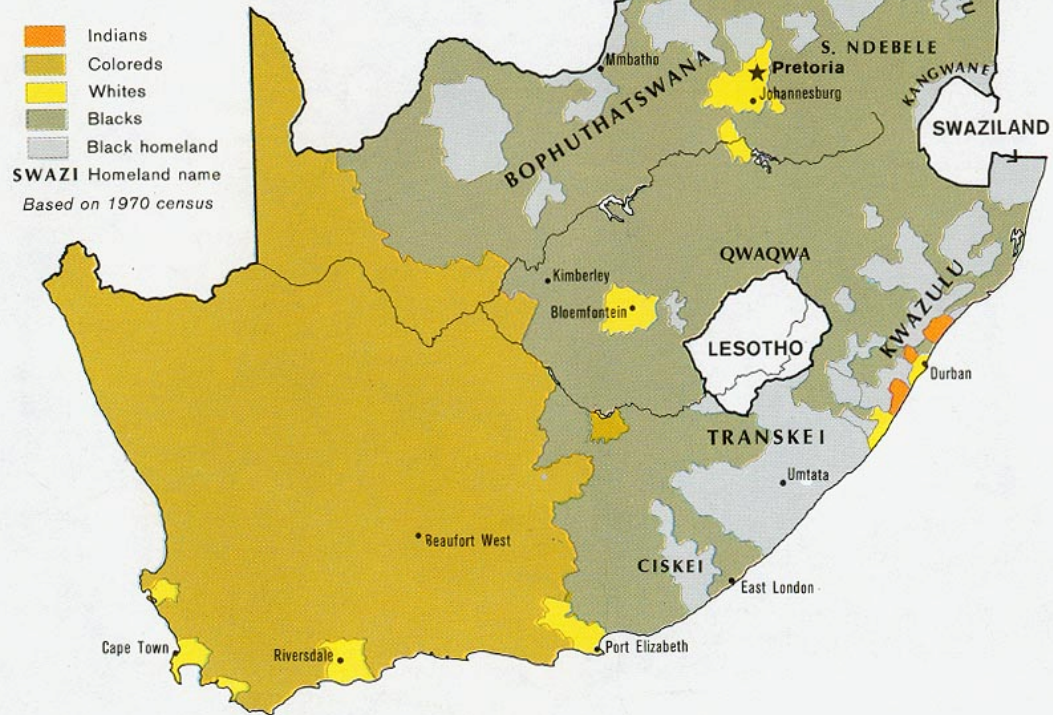 Indians
Coloreds
Whites
Blacks
Black homeland
SWAZI Homeland name
Based on 1970 census
Mmbatho
BOPHUTHATSWANA
S. NDEBELE
Pretoria
Johannesburg
KANGWANE
SWAZILAND
QWAQWA
Kimberley
Bloemfontein
LESOTHO
KWAZULU
Durban
TRANSKEI
Umtata
Beaufort West
CISKEI
East London
Cape Town
Riversdale
Port Elizabeth